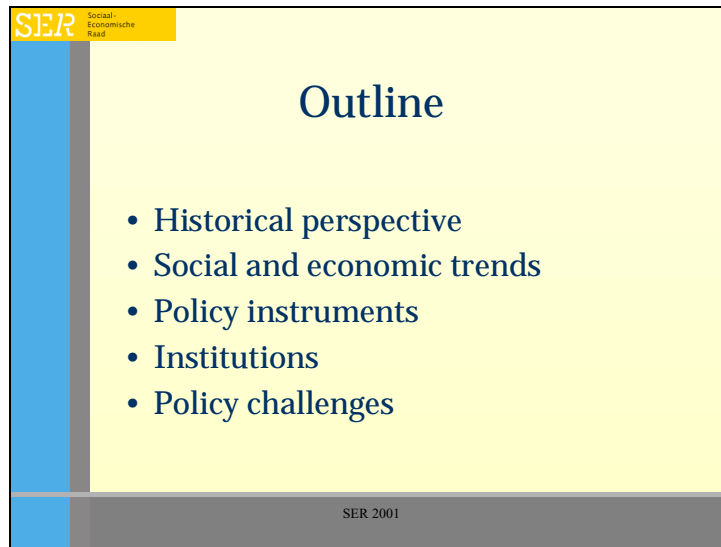 SER
Sociaal-
Economische
Raad
Outline
• Historical perspective
• Social and economic trends
• Policy instruments
• Institutions
• Policy challenges
SER 2001